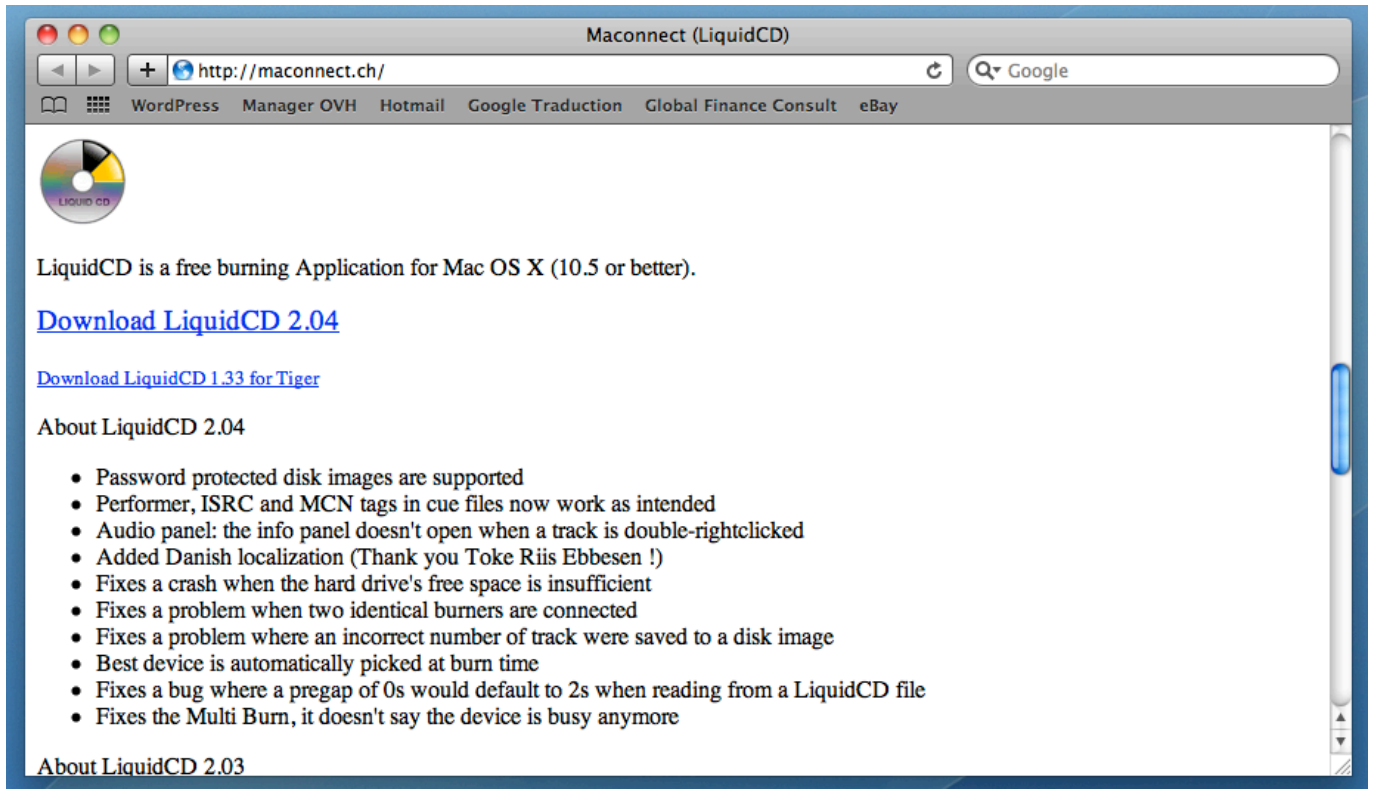 Maconnect (LiquidCD)
http://maconnect.ch/
Google
WordPress Manager OVH Hotmail Google Traduction Global Finance Consult eBay
LIQUID CD
LiquidCD is a free burning Application for Mac OS X (10.5 or better).
Download LiquidCD 2.04
Download LiquidCD 1.33 for Tiger
About LiquidCD 2.04
• Password protected disk images are supported
• Performer, ISRC and MCN tags in cue files now work as intended
• Audio panel: the info panel doesn't open when a track is double-rightclicked
• Added Danish localization (Thank you Toke Riis Ebbesen !)
• Fixes a crash when the hard drive's free space is insufficient
• Fixes a problem when two identical burners are connected
• Fixes a problem where an incorrect number of track were saved to a disk image
• Best device is automatically picked at burn time
• Fixes a bug where a pregap of 0s would default to 2s when reading from a LiquidCD file
• Fixes the Multi Burn, it doesn't say the device is busy anymore
About LiquidCD 2.03